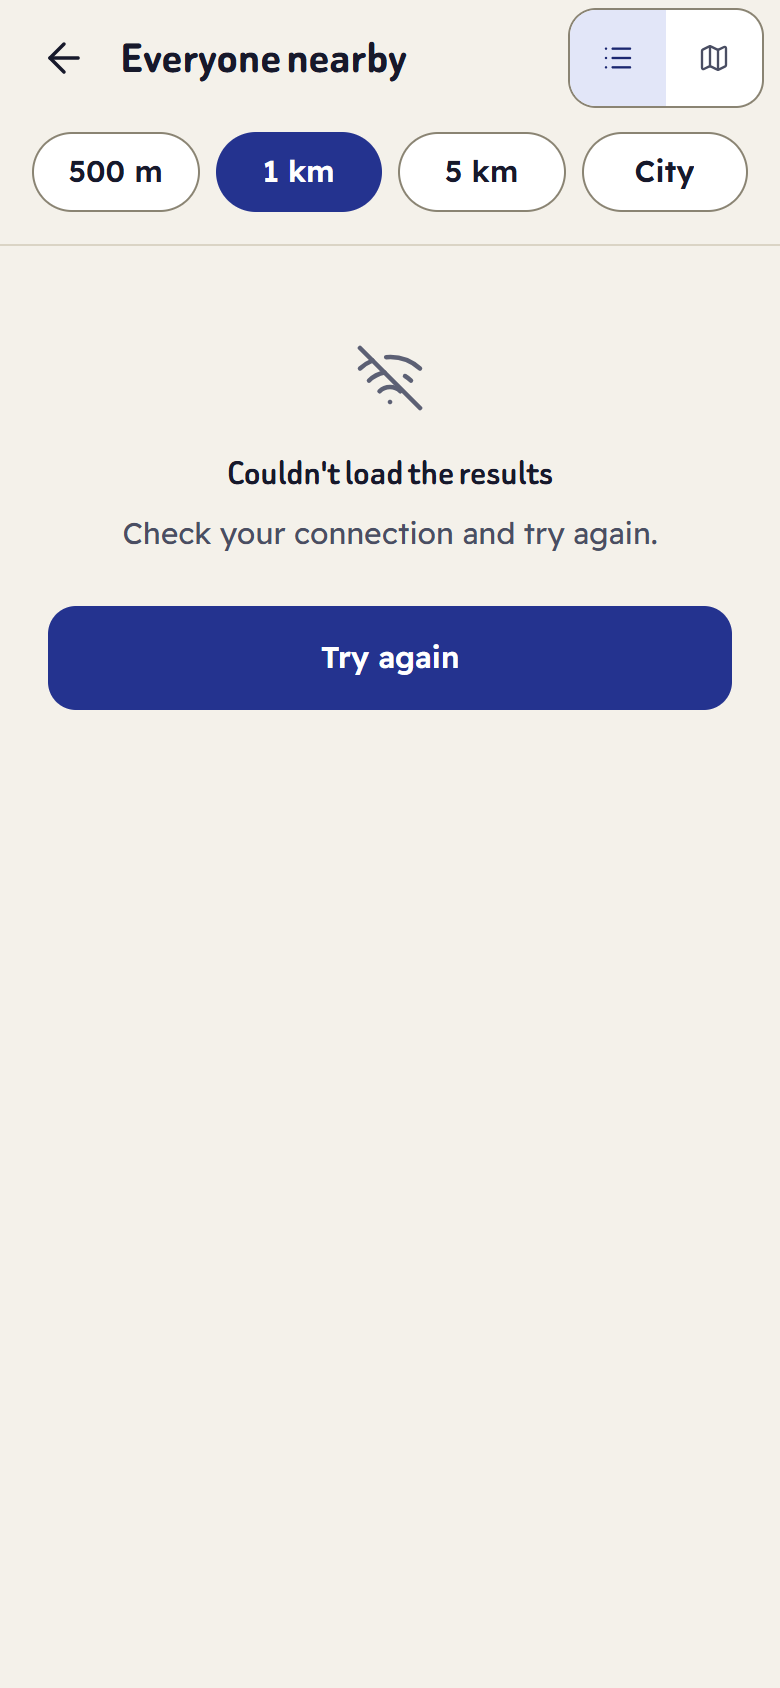 Everyone nearby
500 m
1 km
5 km
City
Couldn't load the results
Check your connection and try again.
Try again